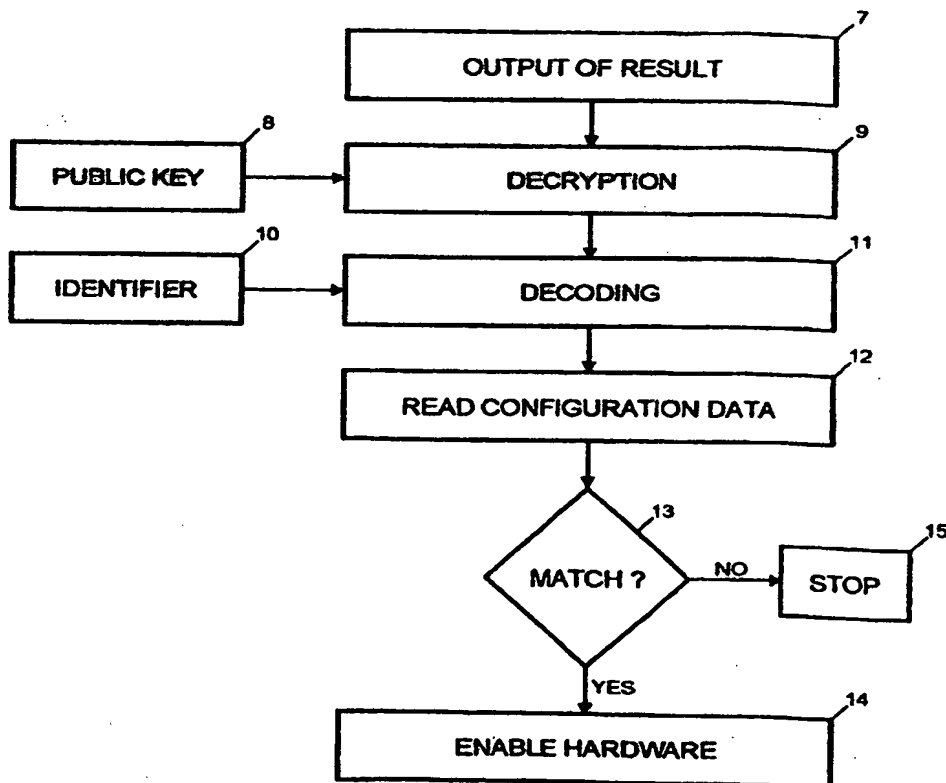 7
OUTPUT OF RESULT
8
PUBLIC KEY
9
DECRYPTION
10
IDENTIFIER
11
DECODING
12
READ CONFIGURATION DATA
13
MATCH ?
NO
15
STOP
YES
14
ENABLE HARDWARE